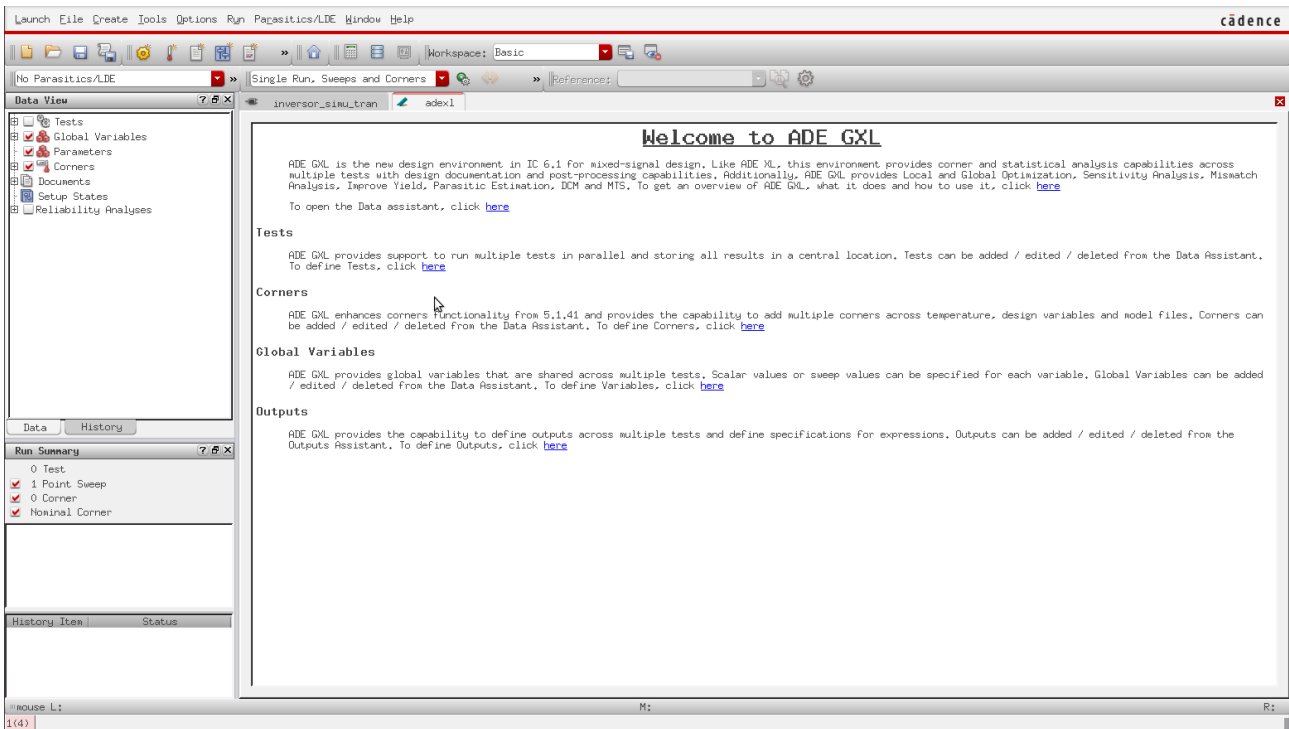 Launch File Create Tools Options Run Parasitics/LDE Window Help
cādence
» Workspace: Basic
No Parasitics/LDE » Single Run, Sweeps and Corners » Reference:
Data View
inversor_simu_tran adexl
Tests
Global Variables
Parameters
Corners
Documents
Setup States
Reliability Analyses
Data History
Run Summary
0 Test
1 Point Sweep
0 Corner
Nominal Corner
History Item Status
Welcome to ADE GXL
ADE GXL is the new design environment in IC 6.1 for mixed-signal design. Like ADE XL, this environment provides corner and statistical analysis capabilities across
multiple tests with design documentation and post-processing capabilities. Additionally, ADE GXL provides Local and Global Optimization, Sensitivity Analysis, Mismatch
Analysis, Improve Yield, Parasitic Estimation, DCM and MTS. To get an overview of ADE GXL, what it does and how to use it, click here
To open the Data assistant, click here
Tests
ADE GXL provides support to run multiple tests in parallel and storing all results in a central location. Tests can be added / edited / deleted from the Data Assistant.
To define Tests, click here
Corners
ADE GXL enhances corners functionality from 5.1.41 and provides the capability to add multiple corners across temperature, design variables and model files. Corners can
be added / edited / deleted from the Data Assistant. To define Corners, click here
Global Variables
ADE GXL provides global variables that are shared across multiple tests. Scalar values or sweep values can be specified for each variable. Global Variables can be added
/ edited / deleted from the Data Assistant. To define Variables, click here
Outputs
ADE GXL provides the capability to define outputs across multiple tests and define specifications for expressions. Outputs can be added / edited / deleted from the
Outputs Assistant. To define Outputs, click here
mouse L: M: R:
1(4)